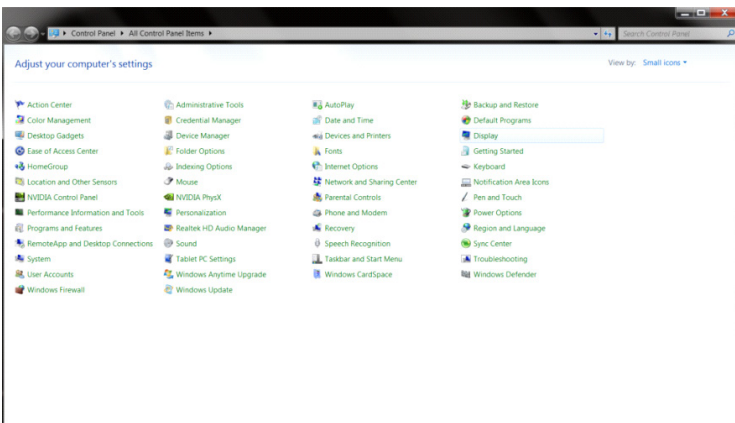 Control Panel All Control Panel Items
Search Control Panel
Adjust your computer's settings
View by: Small icons
Action Center Administrative Tools AutoPlay Backup and Restore
Color Management Credential Manager Date and Time Default Programs
Desktop Gadgets Device Manager Devices and Printers Display
Ease of Access Center Folder Options Fonts Getting Started
HomeGroup Indexing Options Internet Options Keyboard
Location and Other Sensors Mouse Network and Sharing Center Notification Area Icons
NVIDIA Control Panel NVIDIA PhysX Parental Controls Pen and Touch
Performance Information and Tools Personalization Phone and Modem Power Options
Programs and Features Realtek HD Audio Manager Recovery Region and Language
RemoteApp and Desktop Connections Sound Speech Recognition Sync Center
System Tablet PC Settings Taskbar and Start Menu Troubleshooting
User Accounts Windows Anytime Upgrade Windows CardSpace Windows Defender
Windows Firewall Windows Update